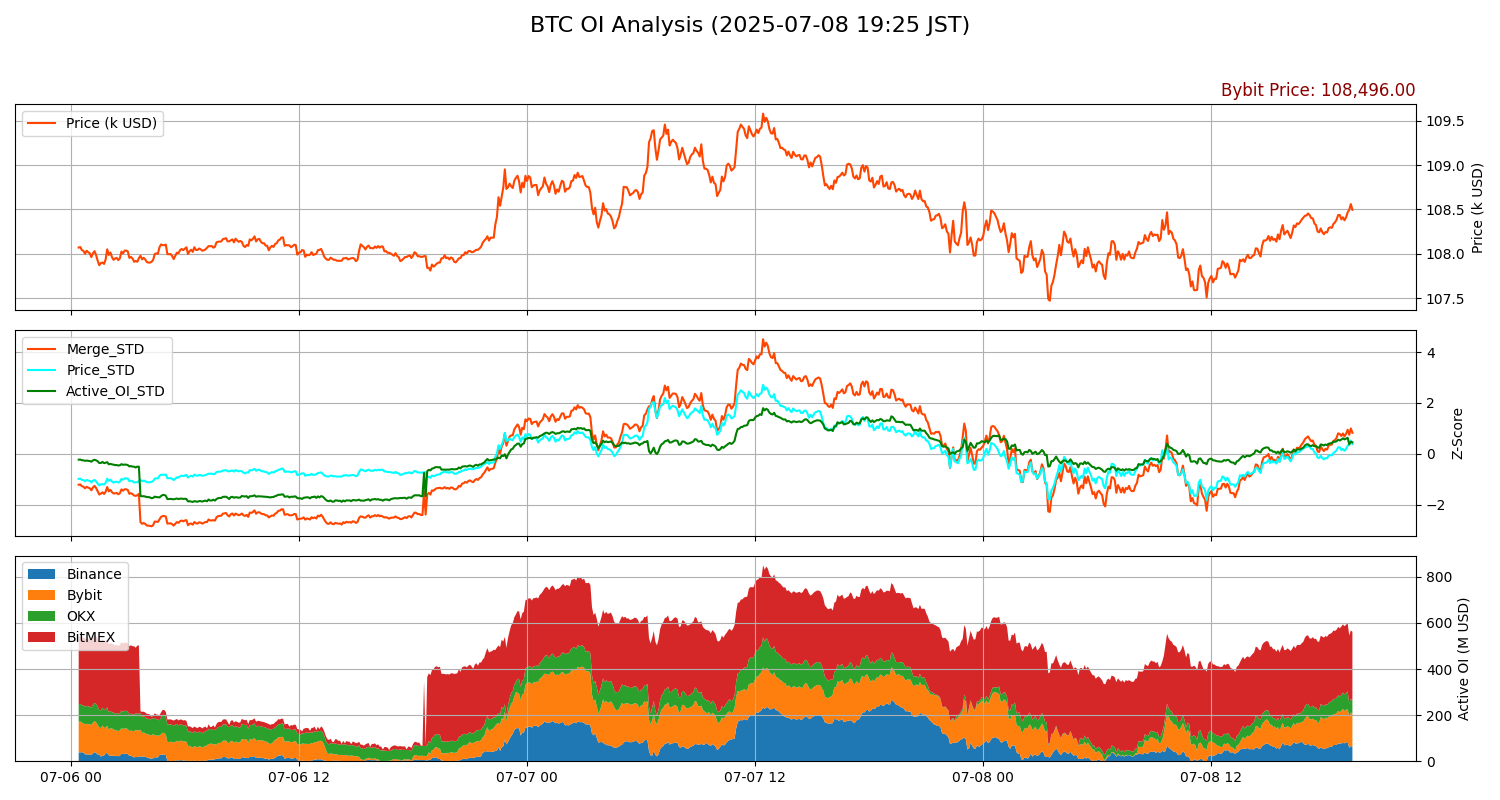 BTC OI Analysis (2025-07-08 19:25 JST)
Bybit Price: 108,496.00
Price (k USD)
109.5
109.0
108.5
108.0
107.5
Price (k USD)
Merge_STD
Price_STD
Active_OI_STD
4
2
0
−2
Z-Score
Binance
Bybit
OKX
BitMEX
800
600
400
200
0
Active OI (M USD)
07-06 00
07-06 12
07-07 00
07-07 12
07-08 00
07-08 12